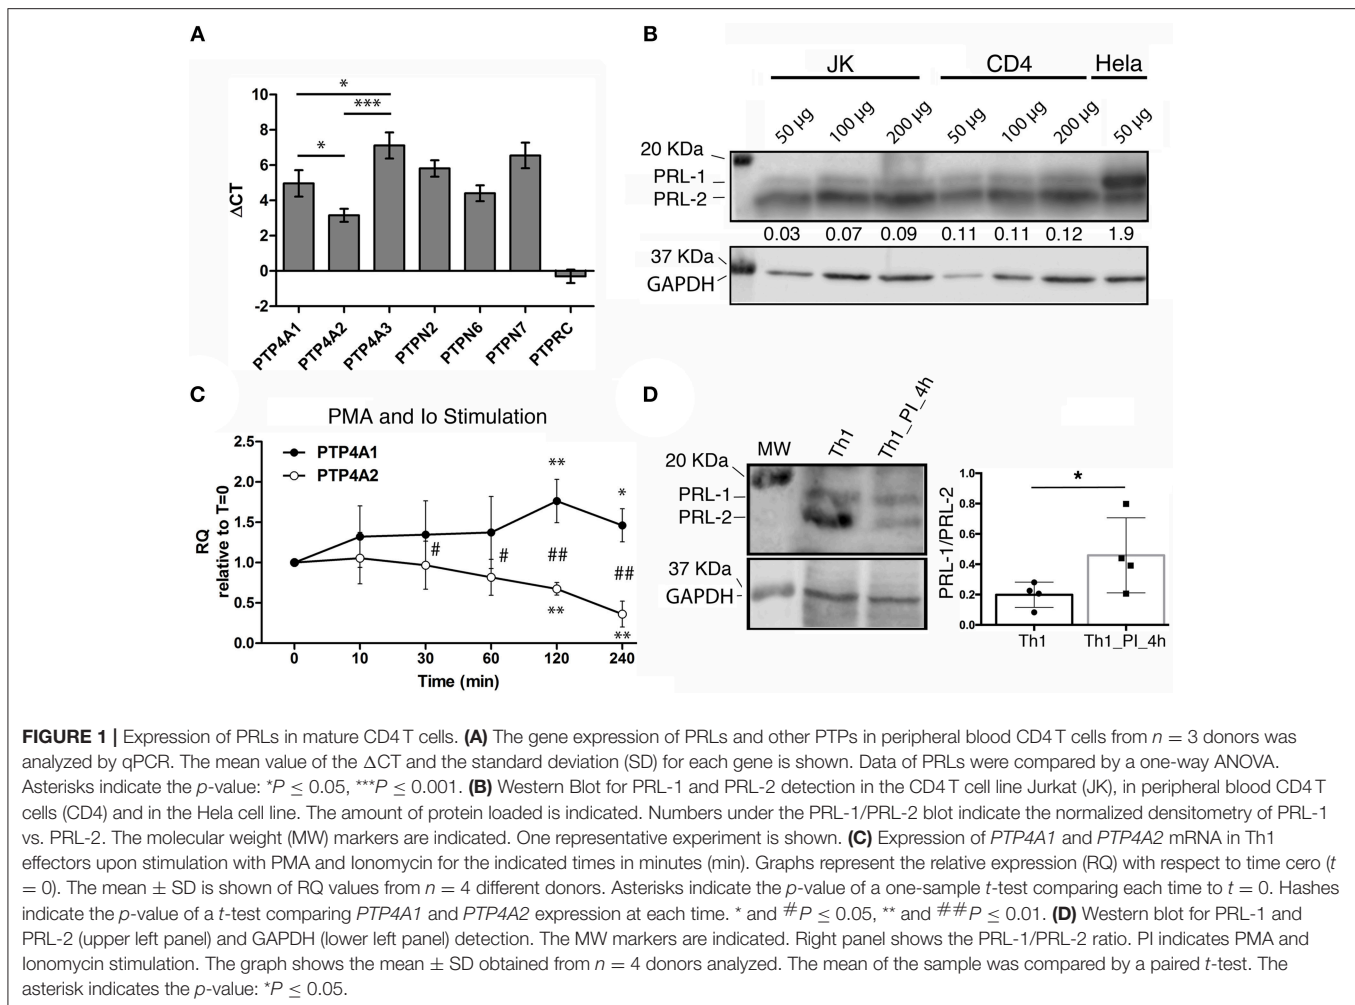 A
ΔCT
10
8
6
4
2
0
-2
*
***
*
PTP4A1
PTP4A2
PTP4A3
PTPN2
PTPN6
PTPN7
PTPRC
B
JK CD4 Hela
50 µg 100 µg 200 µg 50 µg 100 µg 200 µg 50 µg
20 KDa
PRL-1
PRL-2
0.03 0.07 0.09 0.11 0.11 0.12 1.9
37 KDa
GAPDH
C
PMA and Io Stimulation
RQ
relative to T=0
2.5
2.0
1.5
1.0
0.5
0.0
PTP4A1
PTP4A2
**
*
# # ## ##
**
**
0 10 30 60 120 240
Time (min)
D
MW Th1 Th1_PI_4h
20 KDa
PRL-1
PRL-2
37 KDa
GAPDH
PRL-1/PRL-2
1.0
0.8
0.6
0.4
0.2
0.0
*
Th1 Th1_PI_4h
FIGURE 1 | Expression of PRLs in mature CD4 T cells. (A) The gene expression of PRLs and other PTPs in peripheral blood CD4 T cells from n = 3 donors was
analyzed by qPCR. The mean value of the ΔCT and the standard deviation (SD) for each gene is shown. Data of PRLs were compared by a one-way ANOVA.
Asterisks indicate the p-value: *P ≤ 0.05, ***P ≤ 0.001. (B) Western Blot for PRL-1 and PRL-2 detection in the CD4 T cell line Jurkat (JK), in peripheral blood CD4 T
cells (CD4) and in the Hela cell line. The amount of protein loaded is indicated. Numbers under the PRL-1/PRL-2 blot indicate the normalized densitometry of PRL-1
vs. PRL-2. The molecular weight (MW) markers are indicated. One representative experiment is shown. (C) Expression of PTP4A1 and PTP4A2 mRNA in Th1
effectors upon stimulation with PMA and Ionomycin for the indicated times in minutes (min). Graphs represent the relative expression (RQ) with respect to time cero (t
= 0). The mean ± SD is shown of RQ values from n = 4 different donors. Asterisks indicate the p-value of a one-sample t-test comparing each time to t = 0. Hashes
indicate the p-value of a t-test comparing PTP4A1 and PTP4A2 expression at each time. * and #P ≤ 0.05, ** and ##P ≤ 0.01. (D) Western blot for PRL-1 and
PRL-2 (upper left panel) and GAPDH (lower left panel) detection. The MW markers are indicated. Right panel shows the PRL-1/PRL-2 ratio. PI indicates PMA and
Ionomycin stimulation. The graph shows the mean ± SD obtained from n = 4 donors analyzed. The mean of the sample was compared by a paired t-test. The
asterisk indicates the p-value: *P ≤ 0.05.